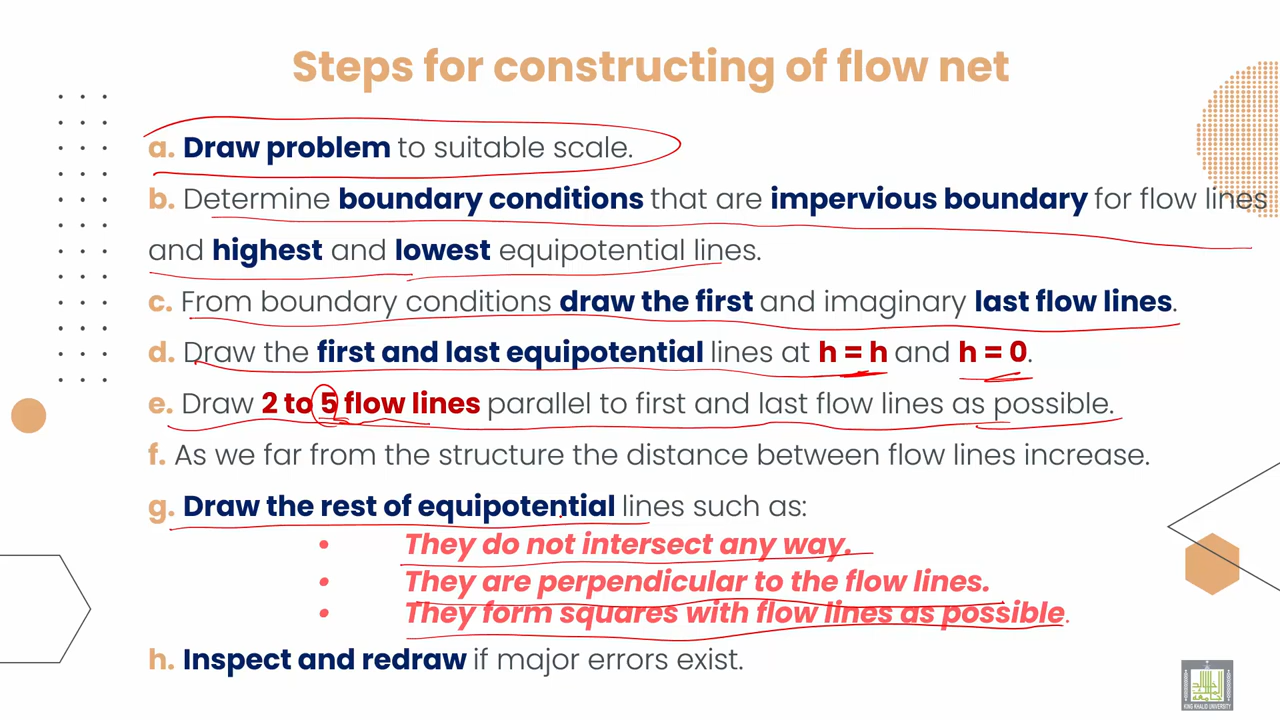 Steps for constructing of flow net
a. Draw problem to suitable scale.
b. Determine boundary conditions that are impervious boundary for flow lines
and highest and lowest equipotential lines.
c. From boundary conditions draw the first and imaginary last flow lines.
d. Draw the first and last equipotential lines at h = h and h = 0.
e. Draw 2 to 5 flow lines parallel to first and last flow lines as possible.
f. As we far from the structure the distance between flow lines increase.
g. Draw the rest of equipotential lines such as:
• They do not intersect any way.
• They are perpendicular to the flow lines.
• They form squares with flow lines as possible.
h. Inspect and redraw if major errors exist.
KING KHALID UNIVERSITY